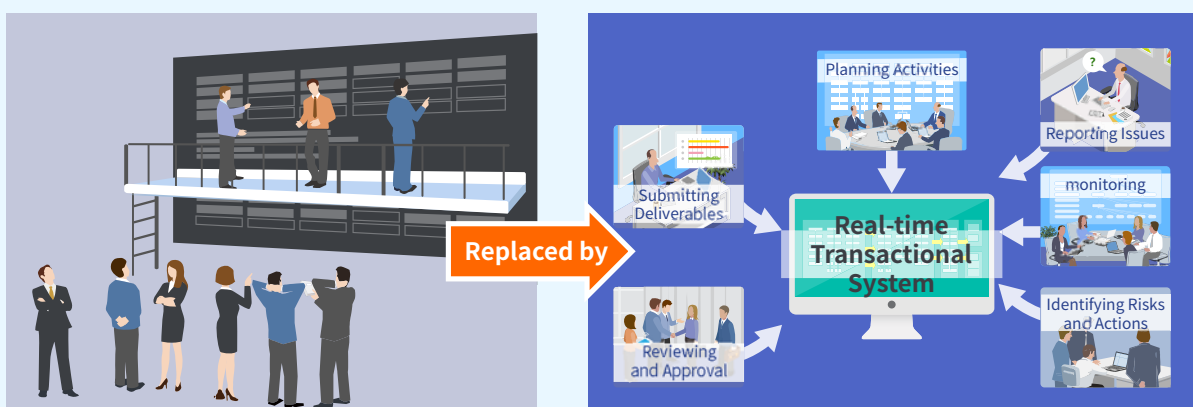 Replaced by
Planning Activities
?
Reporting Issues
Submitting
Deliverables
monitoring
Real-time
Transactional
System
Reviewing
and Approval
Identifying Risks
and Actions